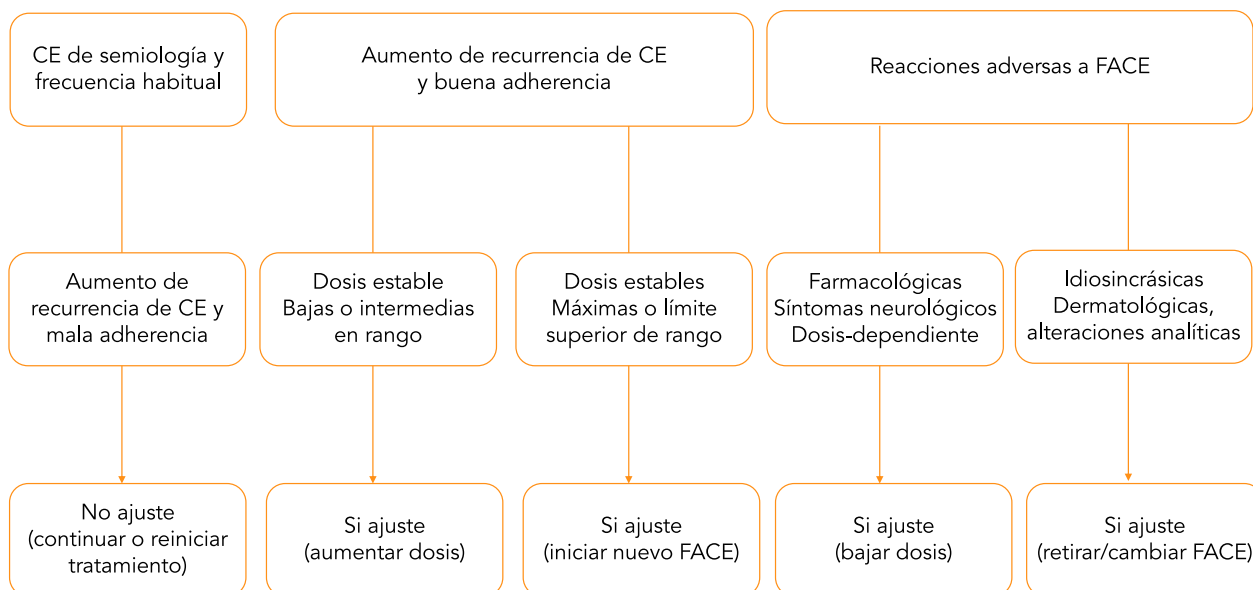 CE de semiología y
frecuencia habitual
Aumento de recurrencia de CE
y buena adherencia
Reacciones adversas a FACE
Aumento de
recurrencia de CE y
mala adherencia
Dosis estable
Bajas o intermedias
en rango
Dosis estables
Máximas o límite
superior de rango
Farmacológicas
Síntomas neurológicos
Dosis-dependiente
Idiosincrásicas
Dermatológicas,
alteraciones analíticas
No ajuste
(continuar o reiniciar
tratamiento)
Si ajuste
(aumentar dosis)
Si ajuste
(iniciar nuevo FACE)
Si ajuste
(bajar dosis)
Si ajuste
(retirar/cambiar FACE)